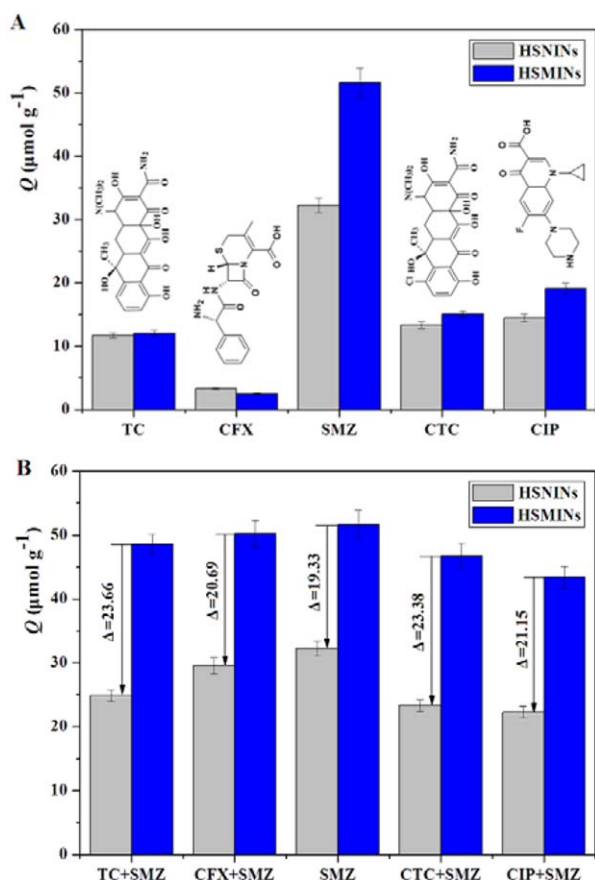 A
60
50
40
30
20
10
0
Q (μmol g⁻¹)
HSNINs
HSMINs
N(CH₃)₂
OH
NH₂
O
O
OH
OH
O
OH
CH₃
HO
S
H
N
O
OH
O
H
N
O
NH₂
N(CH₃)₂
OH
NH₂
O
O
OH
OH
O
OH
CH₃
HO
Cl
OH
O
O
N
F
N
HN
TC
CFX
SMZ
CTC
CIP
B
60
50
40
30
20
10
0
Q (μmol g⁻¹)
HSNINs
HSMINs
Δ=23.66
Δ=20.69
Δ=19.33
Δ=23.38
Δ=21.15
TC+SMZ
CFX+SMZ
SMZ
CTC+SMZ
CIP+SMZ